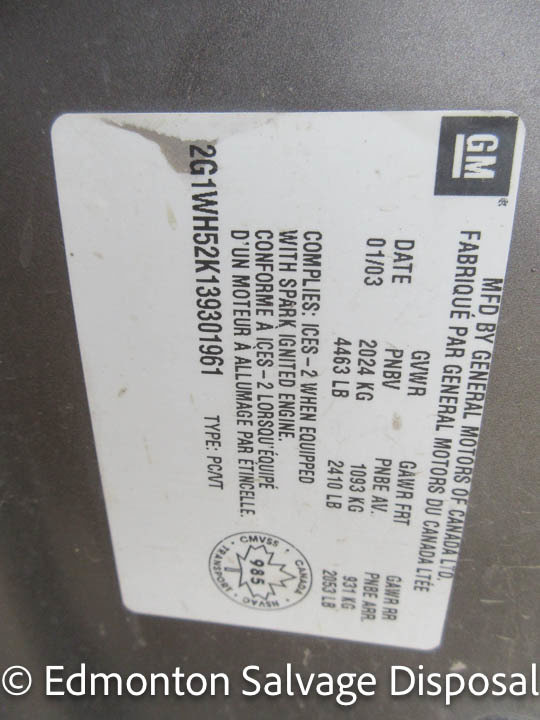 GM
MFD BY GENERAL MOTORS OF CANADA LTD.
FABRIQUÉ PAR GENERAL MOTORS DU CANADA LTÉE
DATE GVWR GAWR FRT GAWR RR
PNBV PNBE AV. PNBE ARR.
01/03 2024 KG 1093 KG 931 KG
4463 LB 2410 LB 2053 LB
COMPLIES: ICES-2 WHEN EQUIPPED
WITH SPARK IGNITED ENGINE.
CONFORME À ICES-2 LORSQU'ÉQUIPÉ
D'UN MOTEUR À ALLUMAGE PAR ÉTINCELLE.
2G1WH52K139301961 TYPE: PC/VT
CANADA • CMVSS • TRANSPORT • NSVAC
985
© Edmonton Salvage Disposal